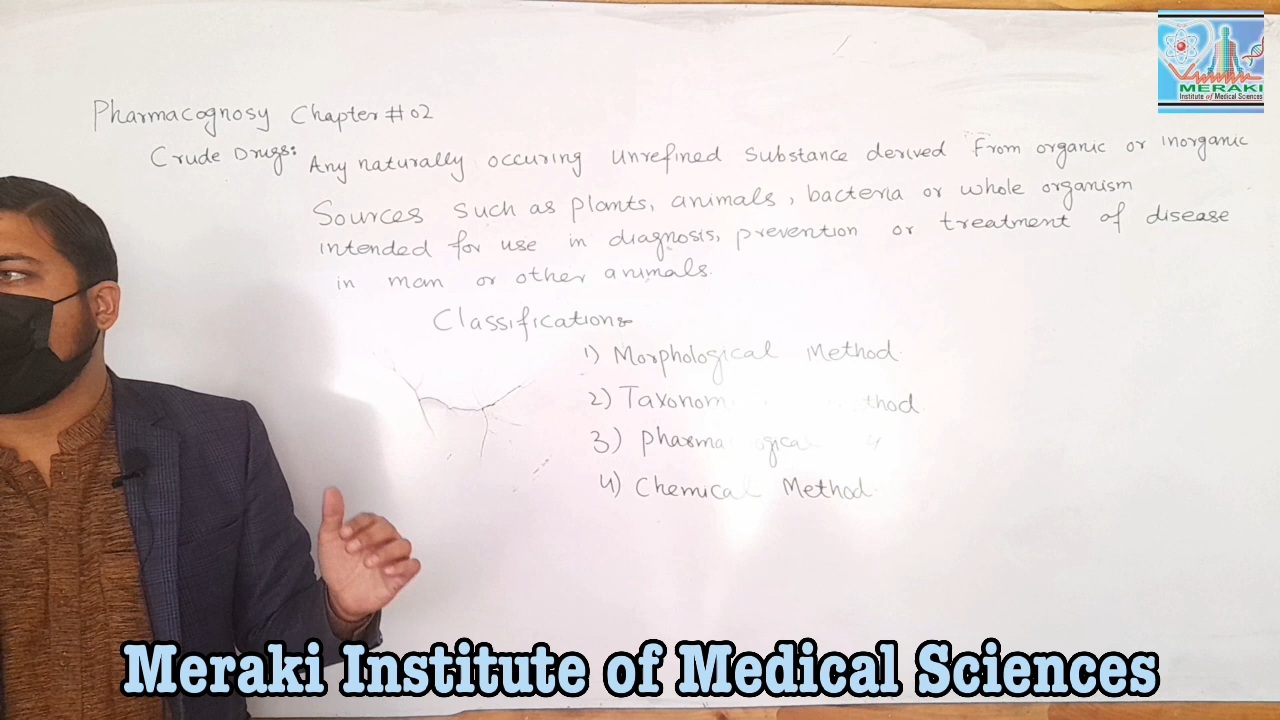 MERAKI
Institute of Medical Sciences
Pharmacognosy Chapter # 02
Crude Drugs: Any naturally occuring unrefined substance derived from organic or inorganic
Sources such as plants, animals, bacteria or whole organism
intended for use in diagnosis, prevention or treatment of disease
in man or other animals.
Classification:
1) Morphological Method
2)
3)
4) Chemical Method
Meraki Institute of Medical Sciences